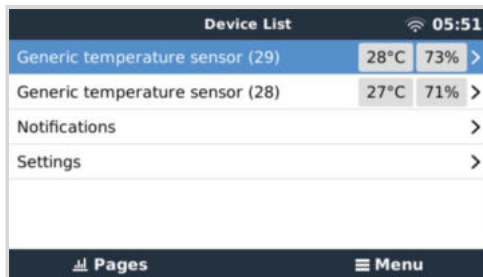 Device List 05:51
Generic temperature sensor (29) 28°C 73%
Generic temperature sensor (28) 27°C 71%
Notifications
Settings
Pages Menu